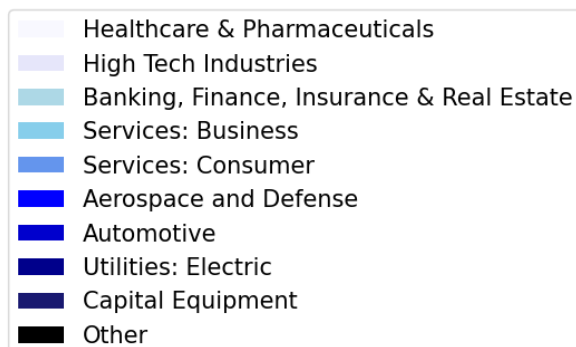 Healthcare & Pharmaceuticals
High Tech Industries
Banking, Finance, Insurance & Real Estate
Services: Business
Services: Consumer
Aerospace and Defense
Automotive
Utilities: Electric
Capital Equipment
Other